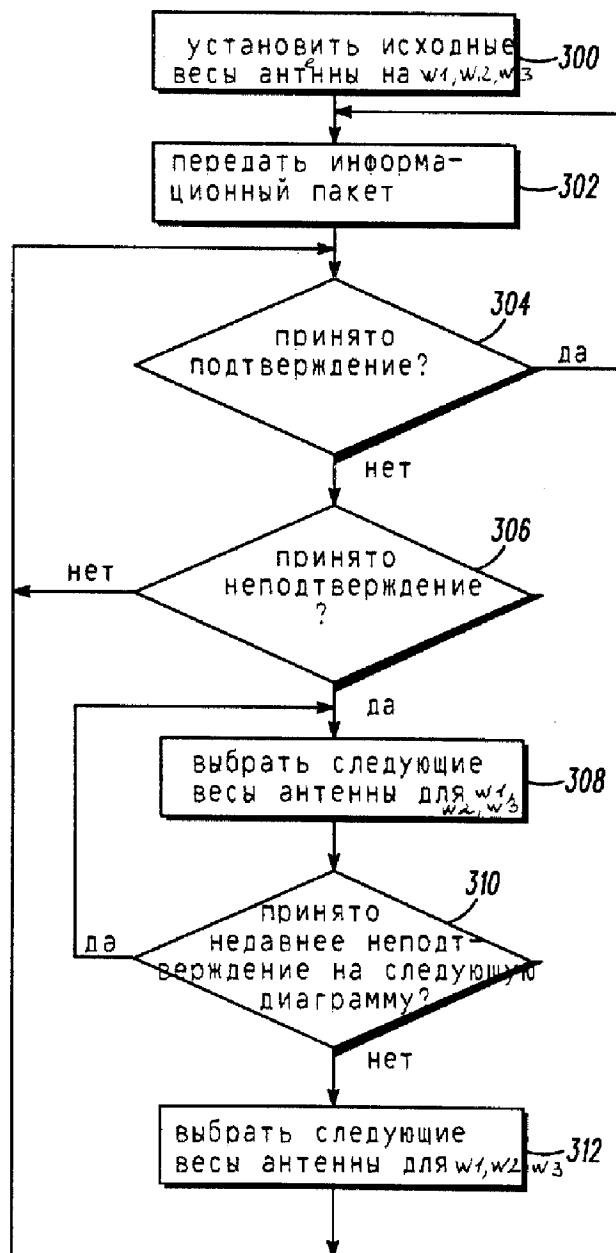 установить исходные
весы антенны на w1, w2, w3
300
передать информа-
ционный пакет
302
304
принято
подтверждение?
да
нет
306
принято
неподтверждение
?
нет
да
выбрать следующие
весы антенны для w1,
w2, w3
308
310
принято
недавнее неподт-
верждение на следующую
диаграмму?
да
нет
выбрать следующие
весы антенны для w1, w2 w3
312